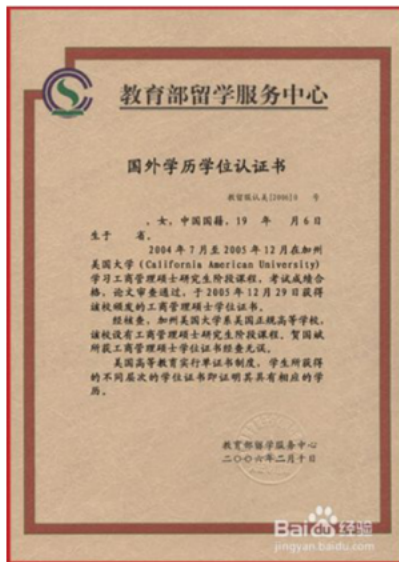 教育部留学服务中心
国外学历学位认证书
教留服认美[2006]0 号
，女，中国国籍，19 年 月6日
生于 省。
2004年7月至2005年12月在加州
美国大学（California American University）
学习工商管理硕士研究生阶段课程，考试成绩合
格，论文审查通过，于2005年12月29日获得
该校颁发的工商管理硕士学位证书。
经核查，加州美国大学系美国正规高等学校，
该校设有工商管理硕士研究生阶段课程。贺国斌
所获工商管理硕士学位证书经查无误。
美国高等教育实行单证书制度，学生所获得
的不同层次的学位证书即证明其具有相应的学
历。
教育部留学服务中心
二〇〇六年二月十日
Baidu经验
jingyan.baidu.com